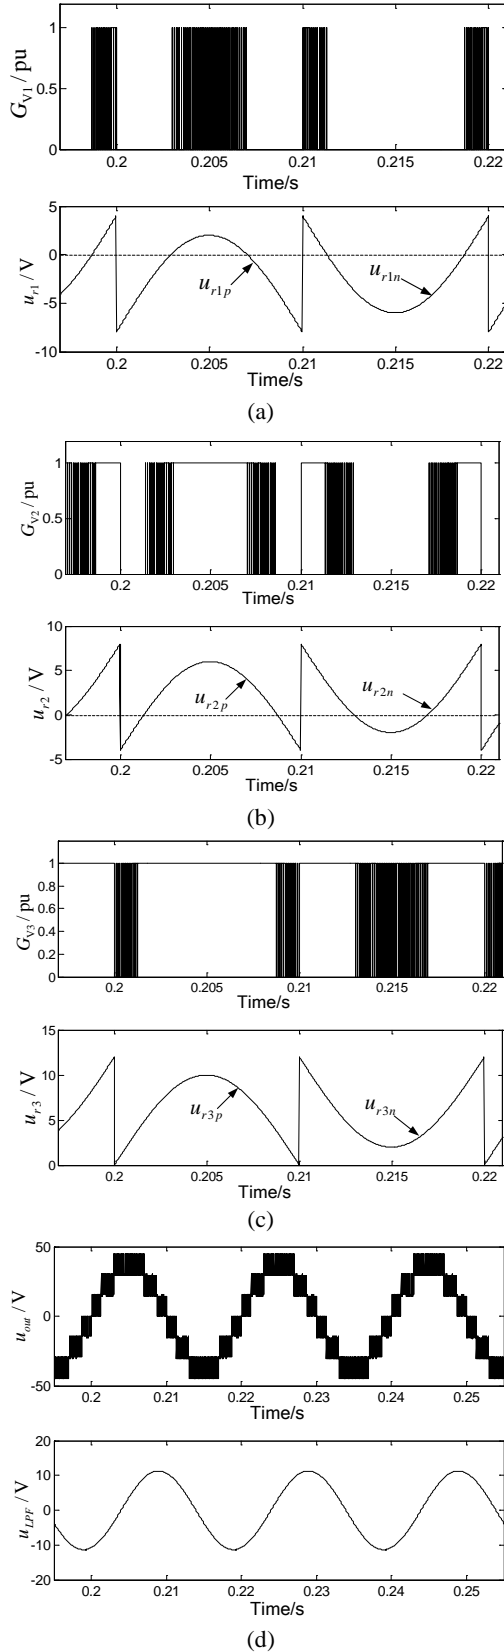 G_V1 / pu
1
0.5
0
0.2 0.205 0.21 0.215 0.22
Time/s
u_r1 / V
5
0
-5
-10
u_r1p
u_r1n
0.2 0.205 0.21 0.215 0.22
Time/s
(a)
G_V2 / pu
1
0.5
0
0.2 0.205 0.21 0.215 0.22
Time/s
u_r2 / V
10
5
0
-5
u_r2p
u_r2n
0.2 0.205 0.21 0.215 0.22
Time/s
(b)
G_V3 / pu
1
0.8
0.6
0.4
0.2
0
0.2 0.205 0.21 0.215 0.22
Time/s
u_r3 / V
15
10
5
0
u_r3p
u_r3n
0.2 0.205 0.21 0.215 0.22
Time/s
(c)
u_out / V
50
0
-50
0.2 0.21 0.22 0.23 0.24 0.25
Time/s
u_LPF / V
20
10
0
-10
-20
0.2 0.21 0.22 0.23 0.24 0.25
Time/s
(d)